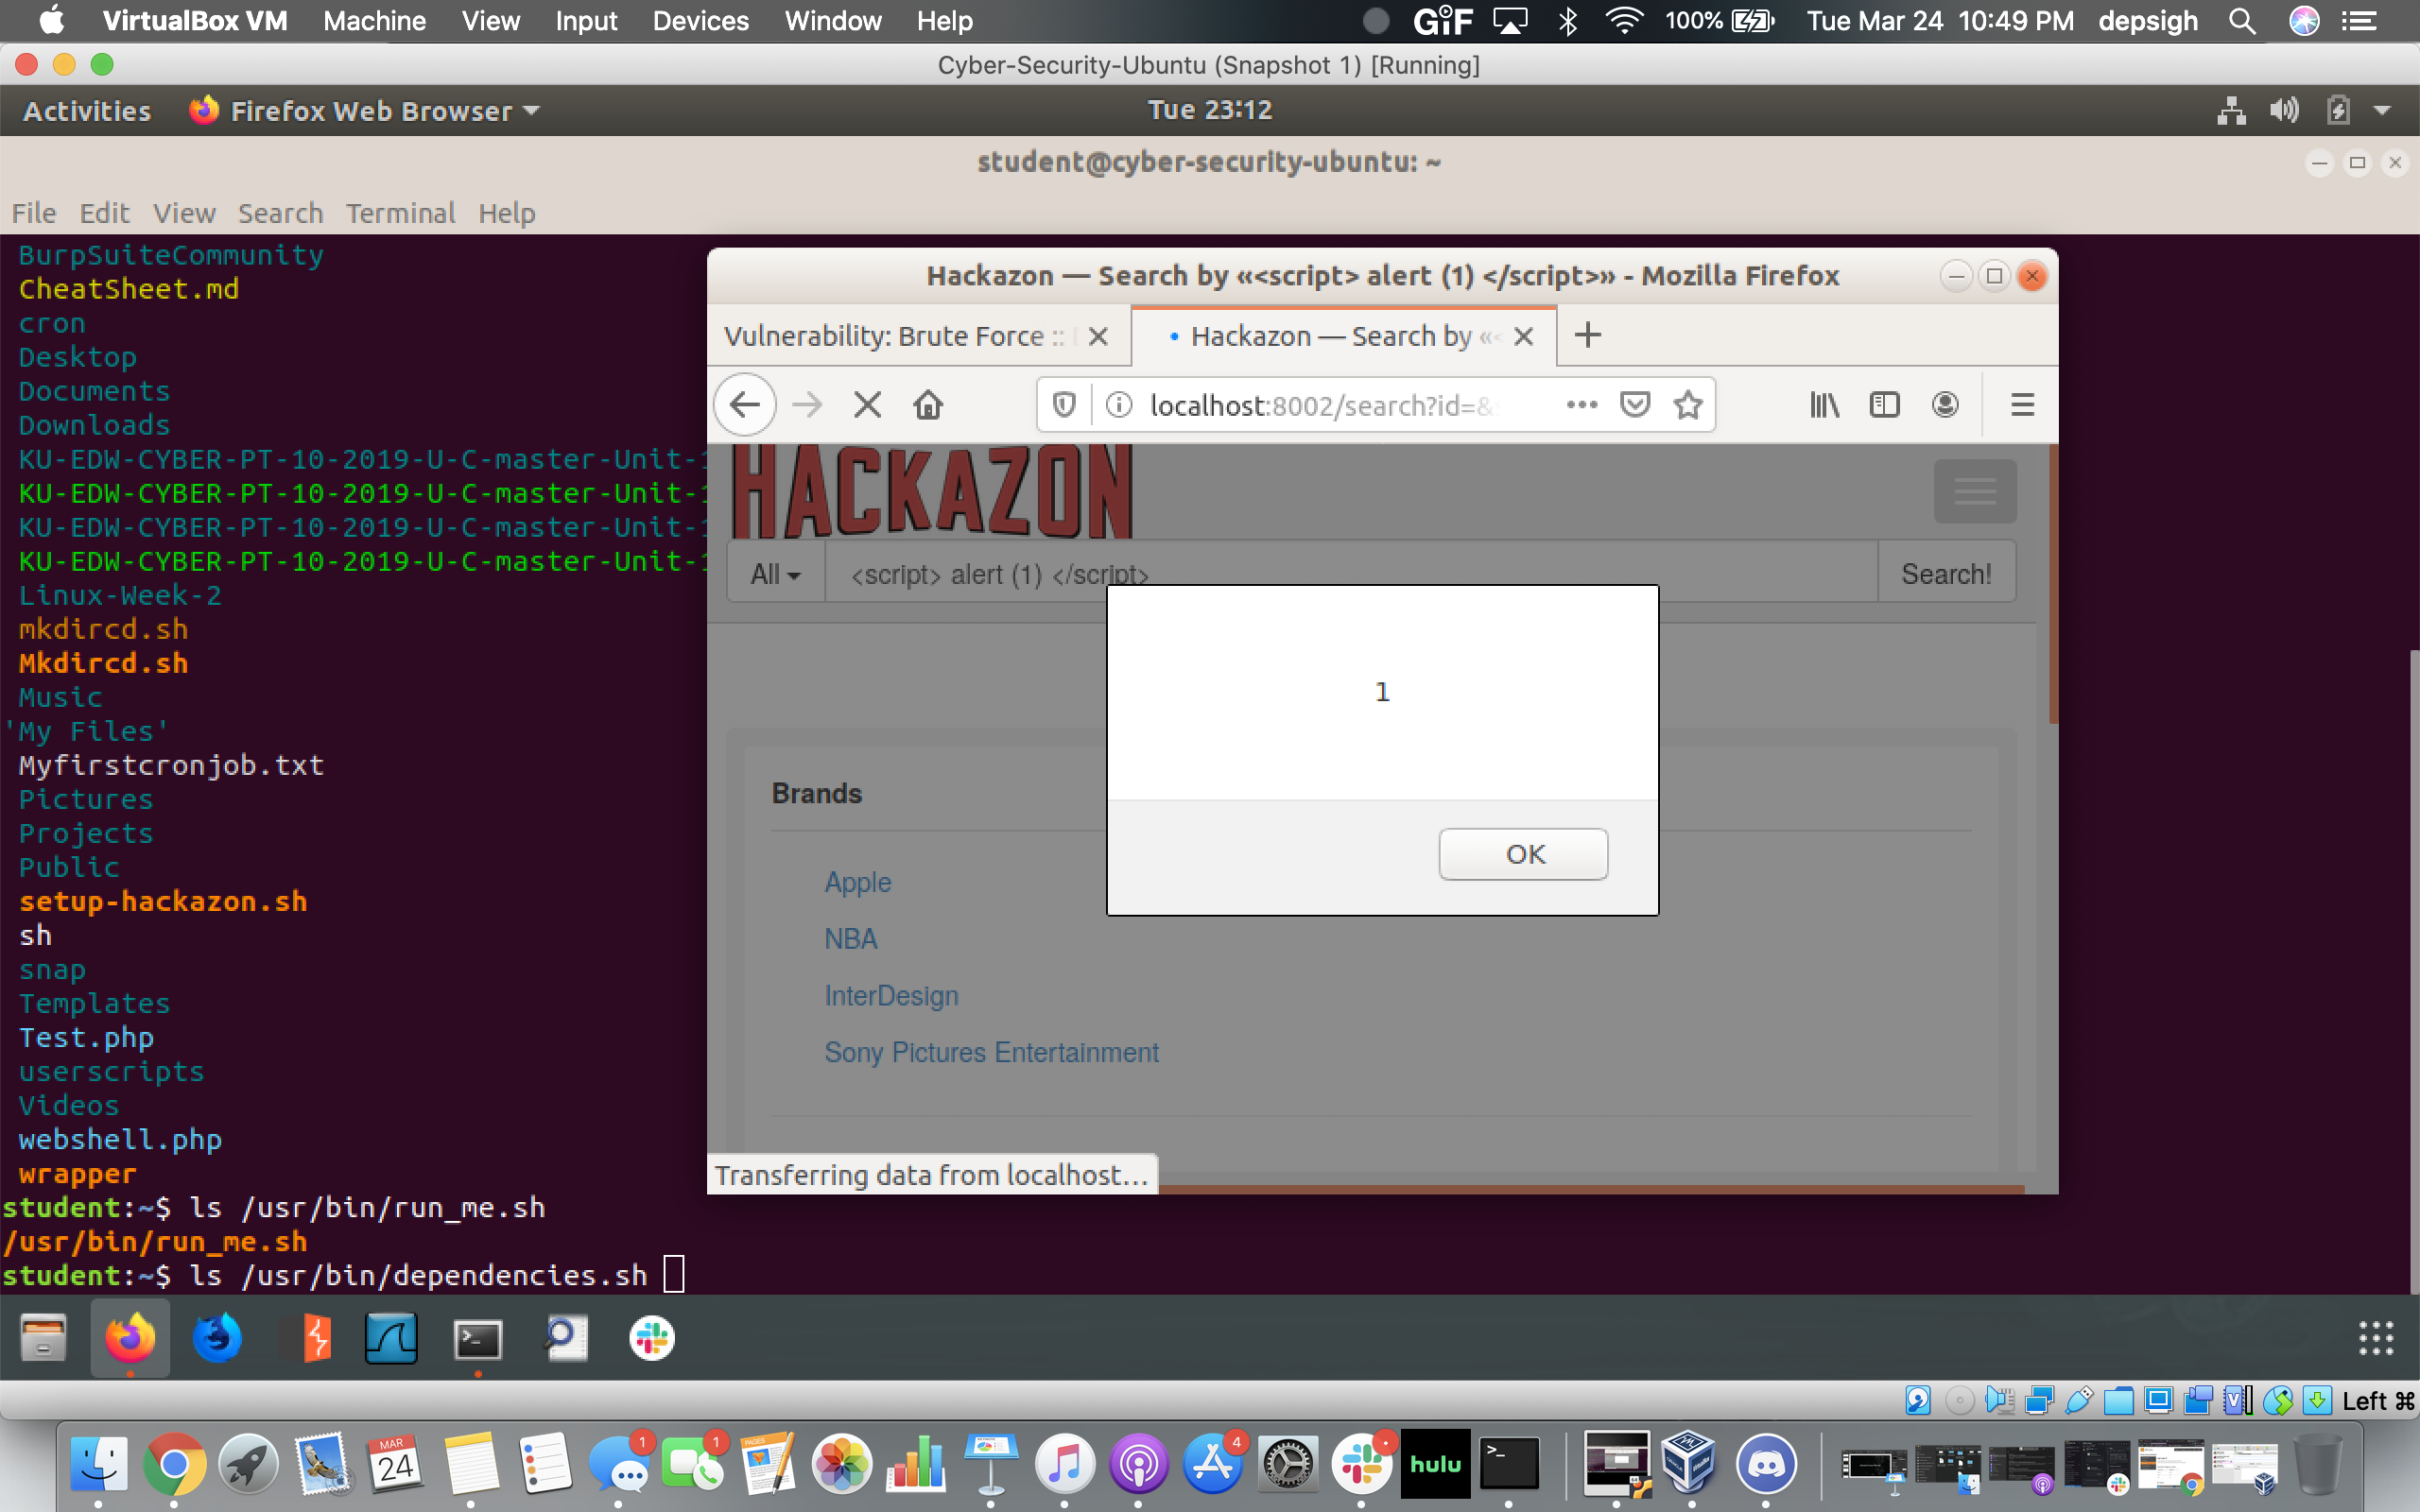 VirtualBox VM Machine View Input Devices Window Help GIF 100% Tue Mar 24 10:49 PM depsigh
Cyber-Security-Ubuntu (Snapshot 1) [Running]
Activities Firefox Web Browser Tue 23:12
student@cyber-security-ubuntu: ~
File Edit View Search Terminal Help
BurpSuiteCommunity
CheatSheet.md
cron
Desktop
Documents
Downloads
KU-EDW-CYBER-PT-10-2019-U-C-master-Unit-1
KU-EDW-CYBER-PT-10-2019-U-C-master-Unit-1
KU-EDW-CYBER-PT-10-2019-U-C-master-Unit-1
KU-EDW-CYBER-PT-10-2019-U-C-master-Unit-1
Linux-Week-2
mkdircd.sh
Mkdircd.sh
Music
'My Files'
Myfirstcronjob.txt
Pictures
Projects
Public
setup-hackazon.sh
sh
snap
Templates
Test.php
userscripts
Videos
webshell.php
wrapper
student:~$ ls /usr/bin/run_me.sh
/usr/bin/run_me.sh
student:~$ ls /usr/bin/dependencies.sh
Hackazon — Search by «<script> alert (1) </script>» - Mozilla Firefox
Vulnerability: Brute Force ::
Hackazon — Search by «<
localhost:8002/search?id=&
HACKAZON
All <script> alert (1) </script> Search!
1
OK
Brands
Apple
NBA
InterDesign
Sony Pictures Entertainment
Transferring data from localhost...
Left ⌘
MAR
24
1
1
PAGES
4
hulu